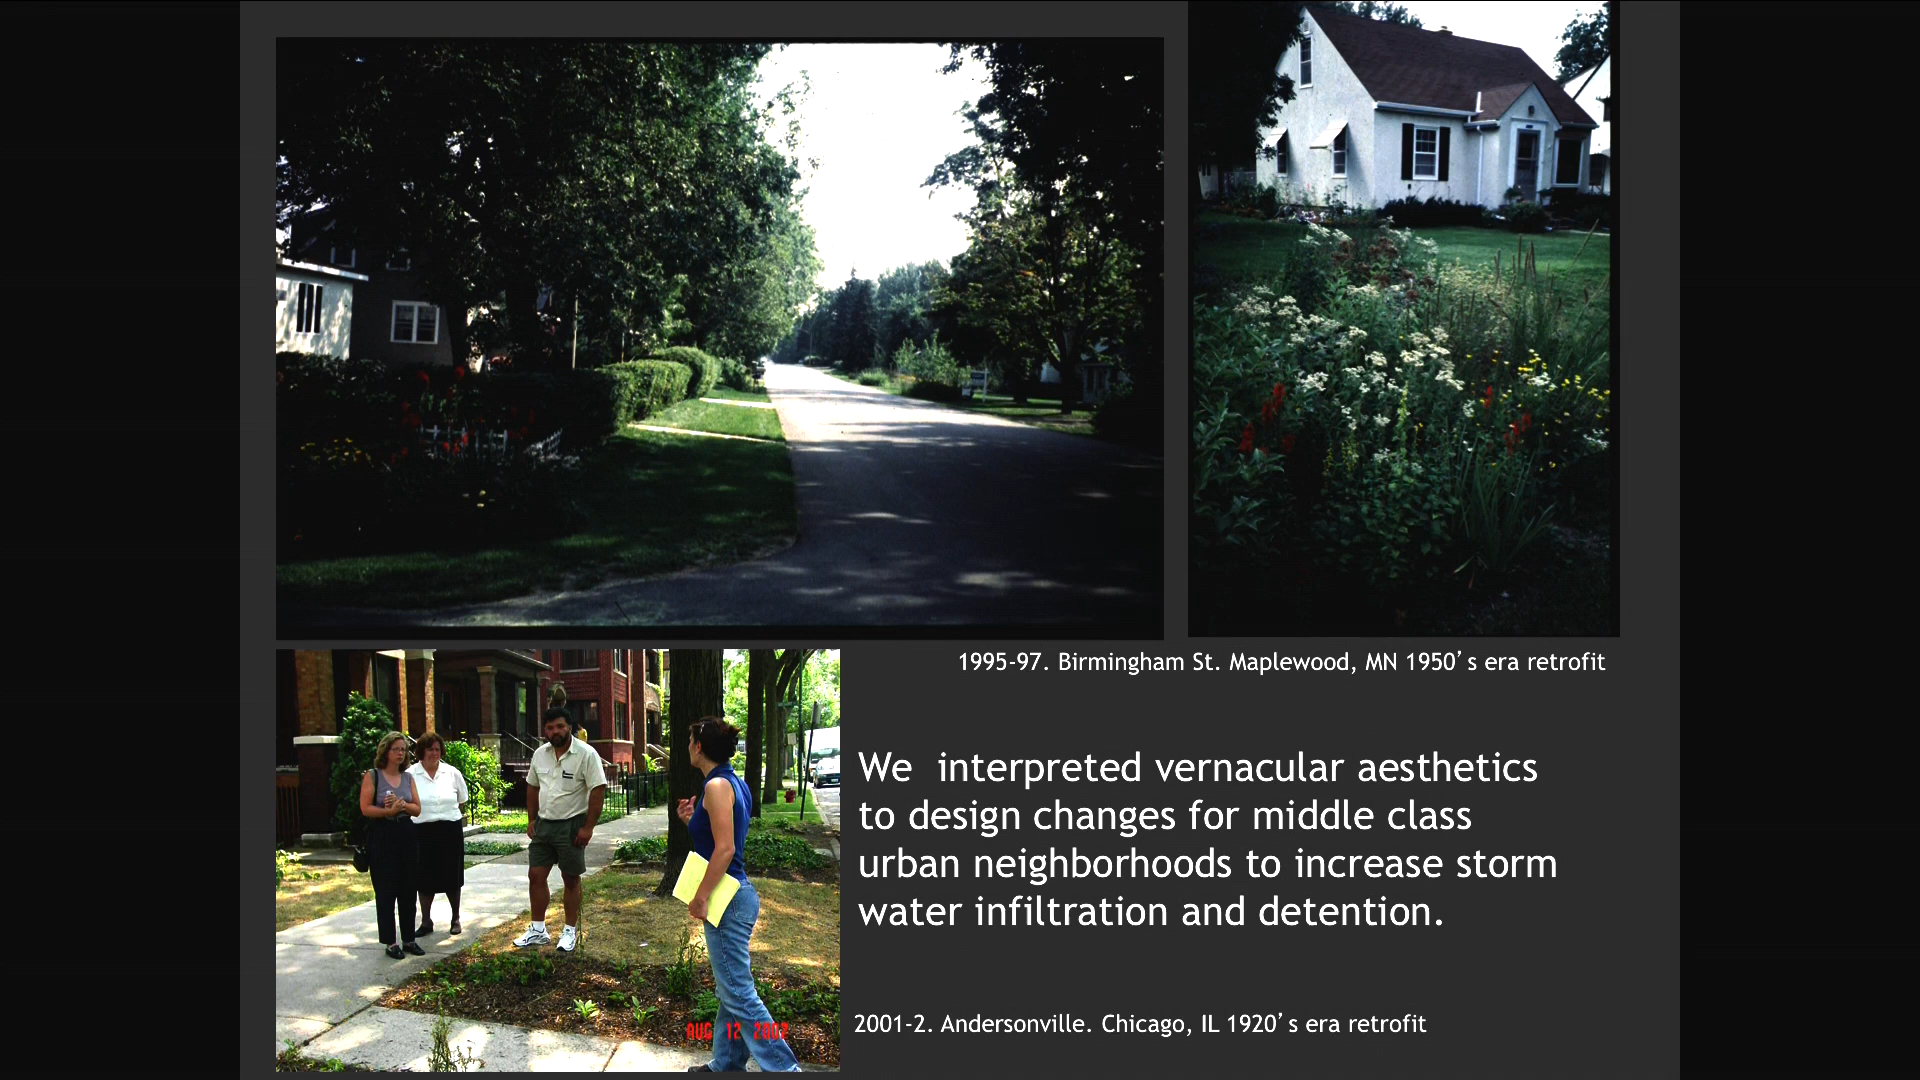 1995-97. Birmingham St. Maplewood, MN 1950’s era retrofit
We interpreted vernacular aesthetics
to design changes for middle class
urban neighborhoods to increase storm
water infiltration and detention.
2001-2. Andersonville. Chicago, IL 1920’s era retrofit
AUG 12 2002